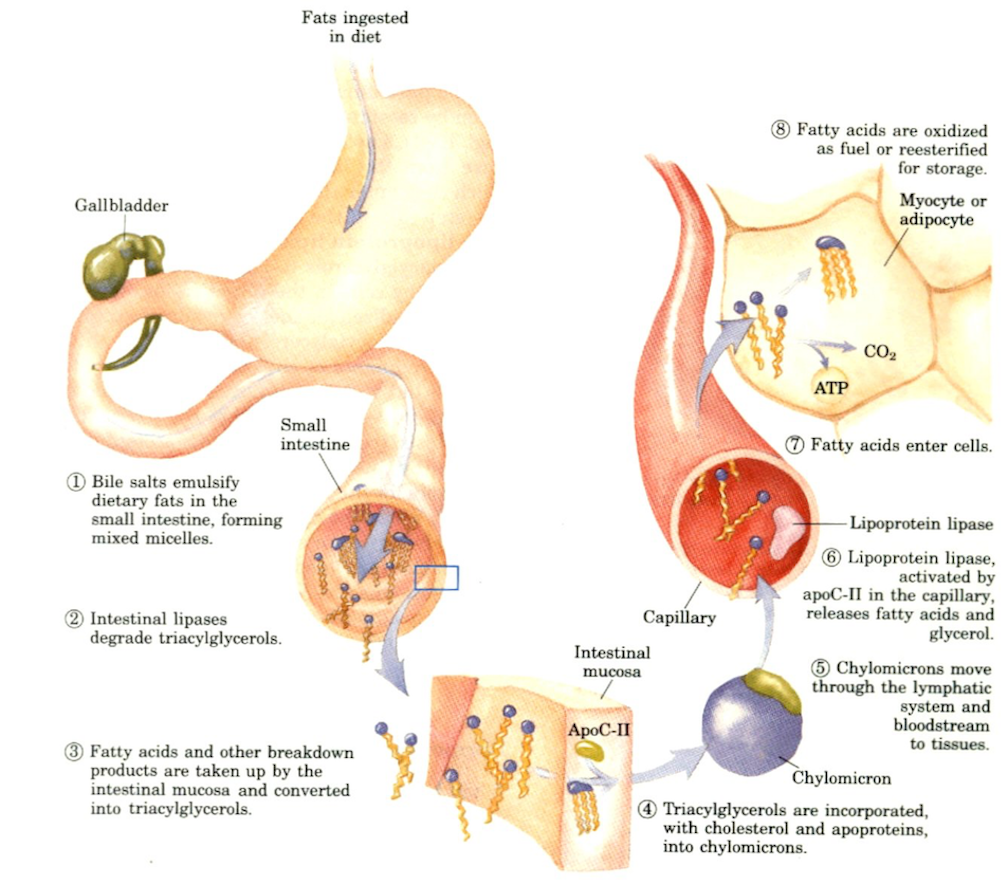 Fats ingested
in diet
Gallbladder
Small
intestine
① Bile salts emulsify
dietary fats in the
small intestine, forming
mixed micelles.
② Intestinal lipases
degrade triacylglycerols.
③ Fatty acids and other breakdown
products are taken up by the
intestinal mucosa and converted
into triacylglycerols.
Intestinal
mucosa
ApoC-II
④ Triacylglycerols are incorporated,
with cholesterol and apoproteins,
into chylomicrons.
Chylomicron
⑤ Chylomicrons move
through the lymphatic
system and
bloodstream
to tissues.
Capillary
⑥ Lipoprotein lipase,
activated by
apoC-II in the capillary,
releases fatty acids and
glycerol.
Lipoprotein lipase
⑦ Fatty acids enter cells.
CO₂
ATP
Myocyte or
adipocyte
⑧ Fatty acids are oxidized
as fuel or reesterified
for storage.